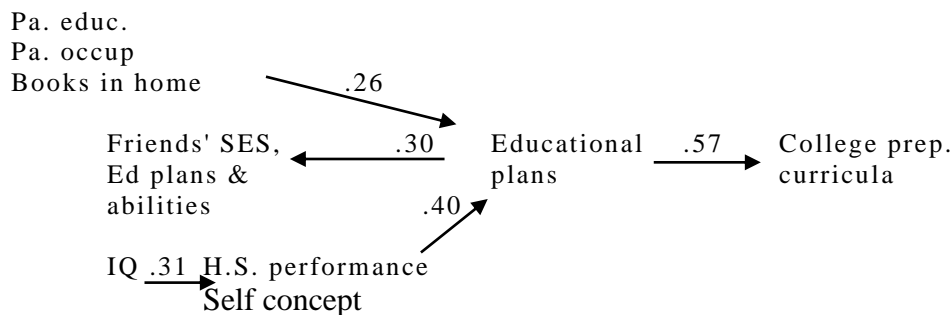 Pa. educ.
Pa. occup
Books in home .26
Friends' SES, .30 Educational .57 College prep.
Ed plans & plans curricula
abilities .40
IQ .31 H.S. performance
Self concept